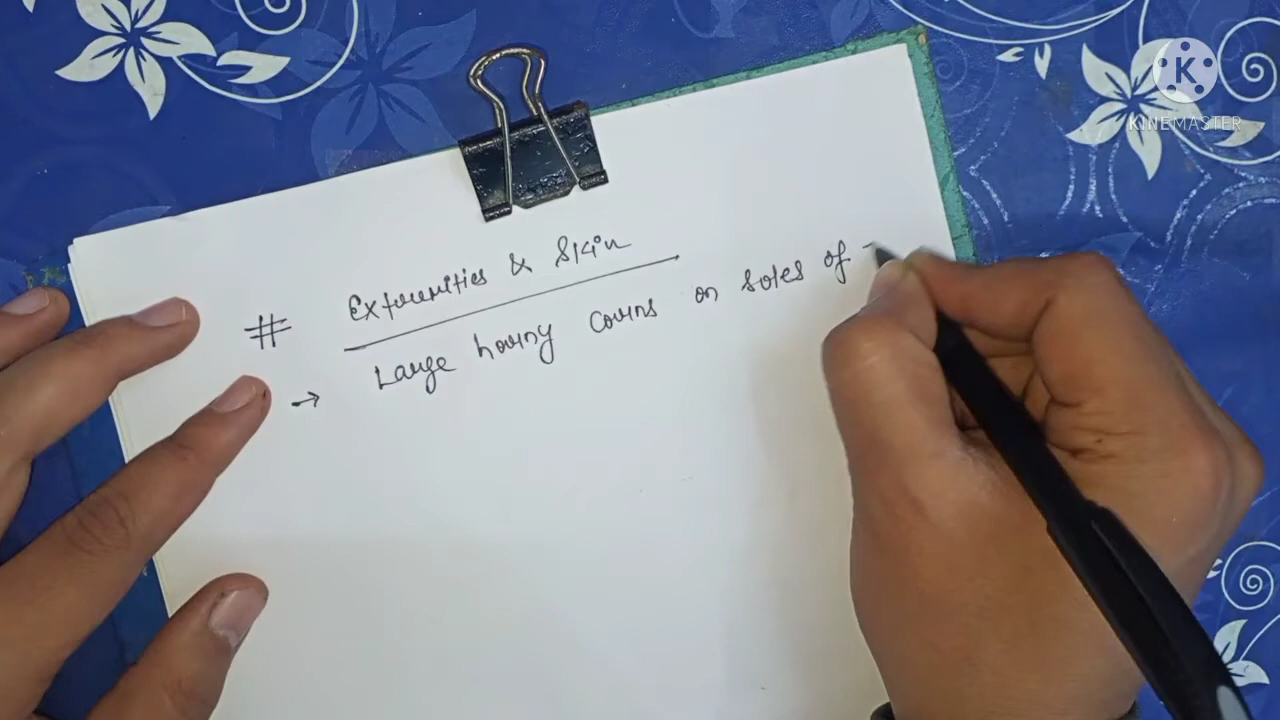 K
KINEMASTER
# Extremities & Skin
→ Large horny corns on soles of